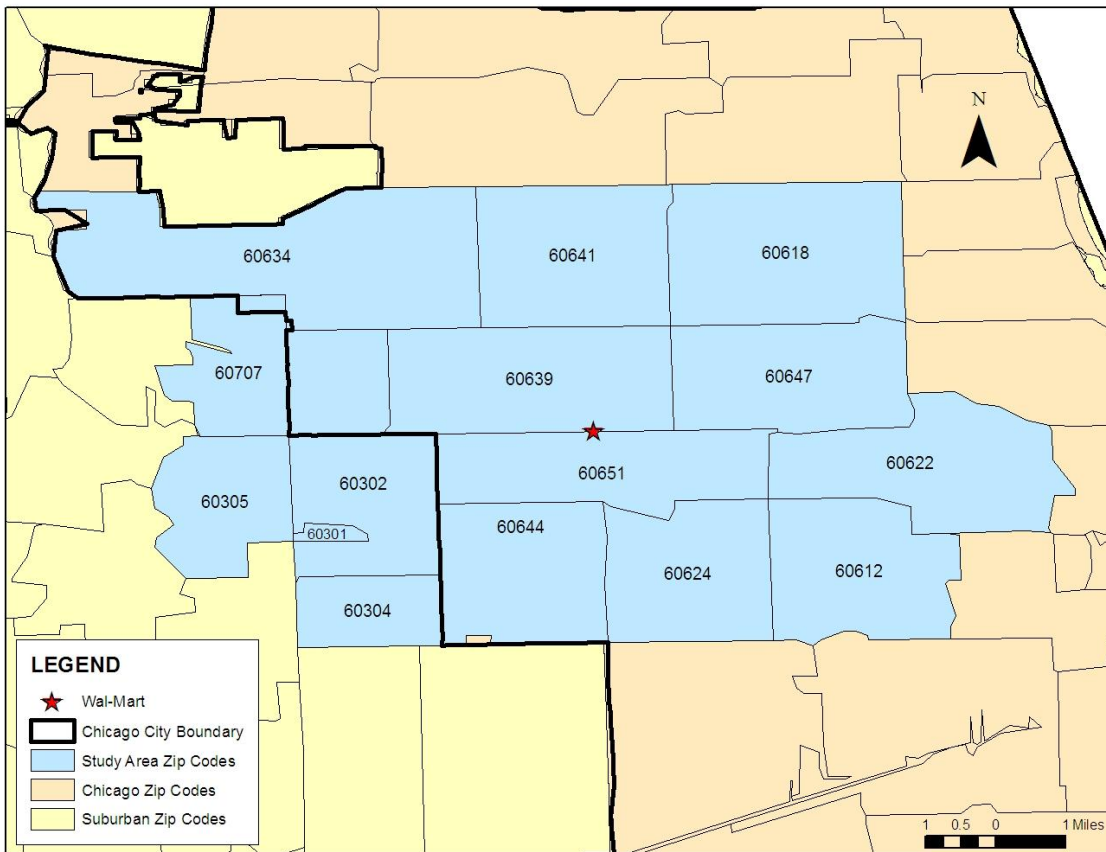 N
60634
60641
60618
60707
60639
60647
60305
60302
60651
60622
60301
60644
60624
60612
60304
LEGEND
Wal-Mart
Chicago City Boundary
Study Area Zip Codes
Chicago Zip Codes
Suburban Zip Codes
1 0.5 0 1 Miles